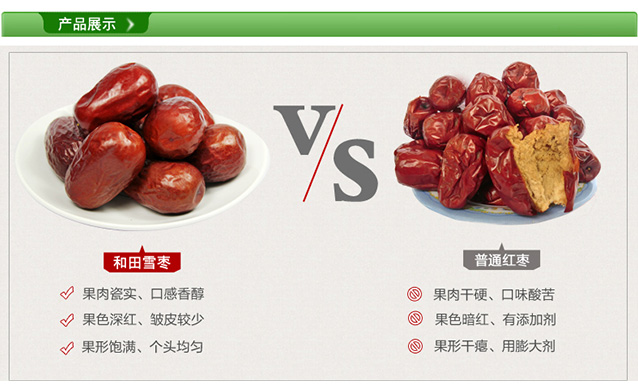 产品展示
VS
和田雪枣
普通红枣
果肉瓷实、口感香醇
果色深红、皱皮较少
果形饱满、个头均匀
果肉干硬、口味酸苦
果色暗红、有添加剂
果形干瘪、用膨大剂